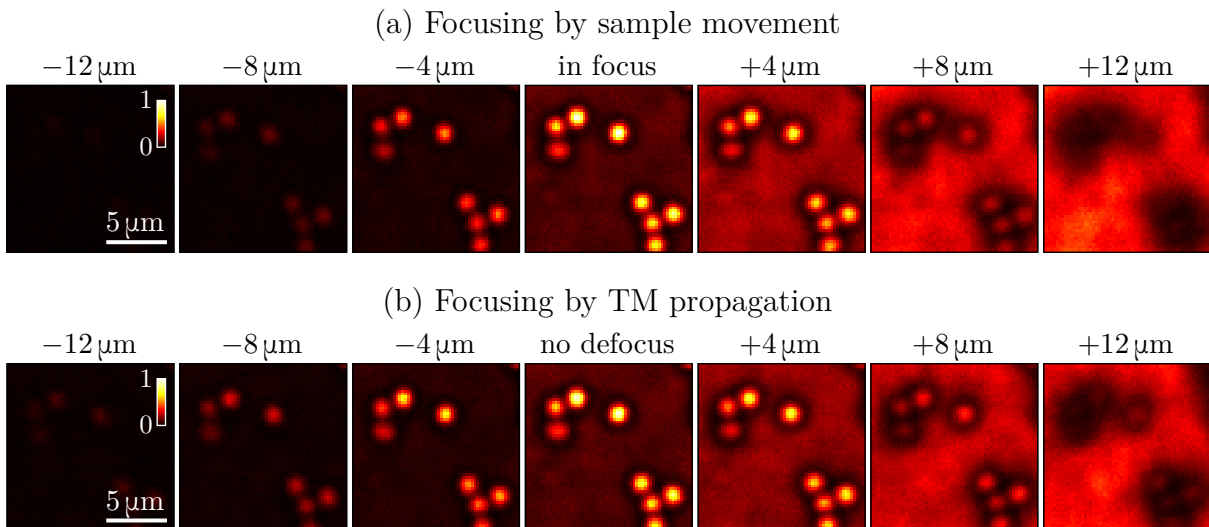 (a) Focusing by sample movement
−12 µm −8 µm −4 µm in focus +4 µm +8 µm +12 µm
1
0
5 µm
(b) Focusing by TM propagation
−12 µm −8 µm −4 µm no defocus +4 µm +8 µm +12 µm
1
0
5 µm